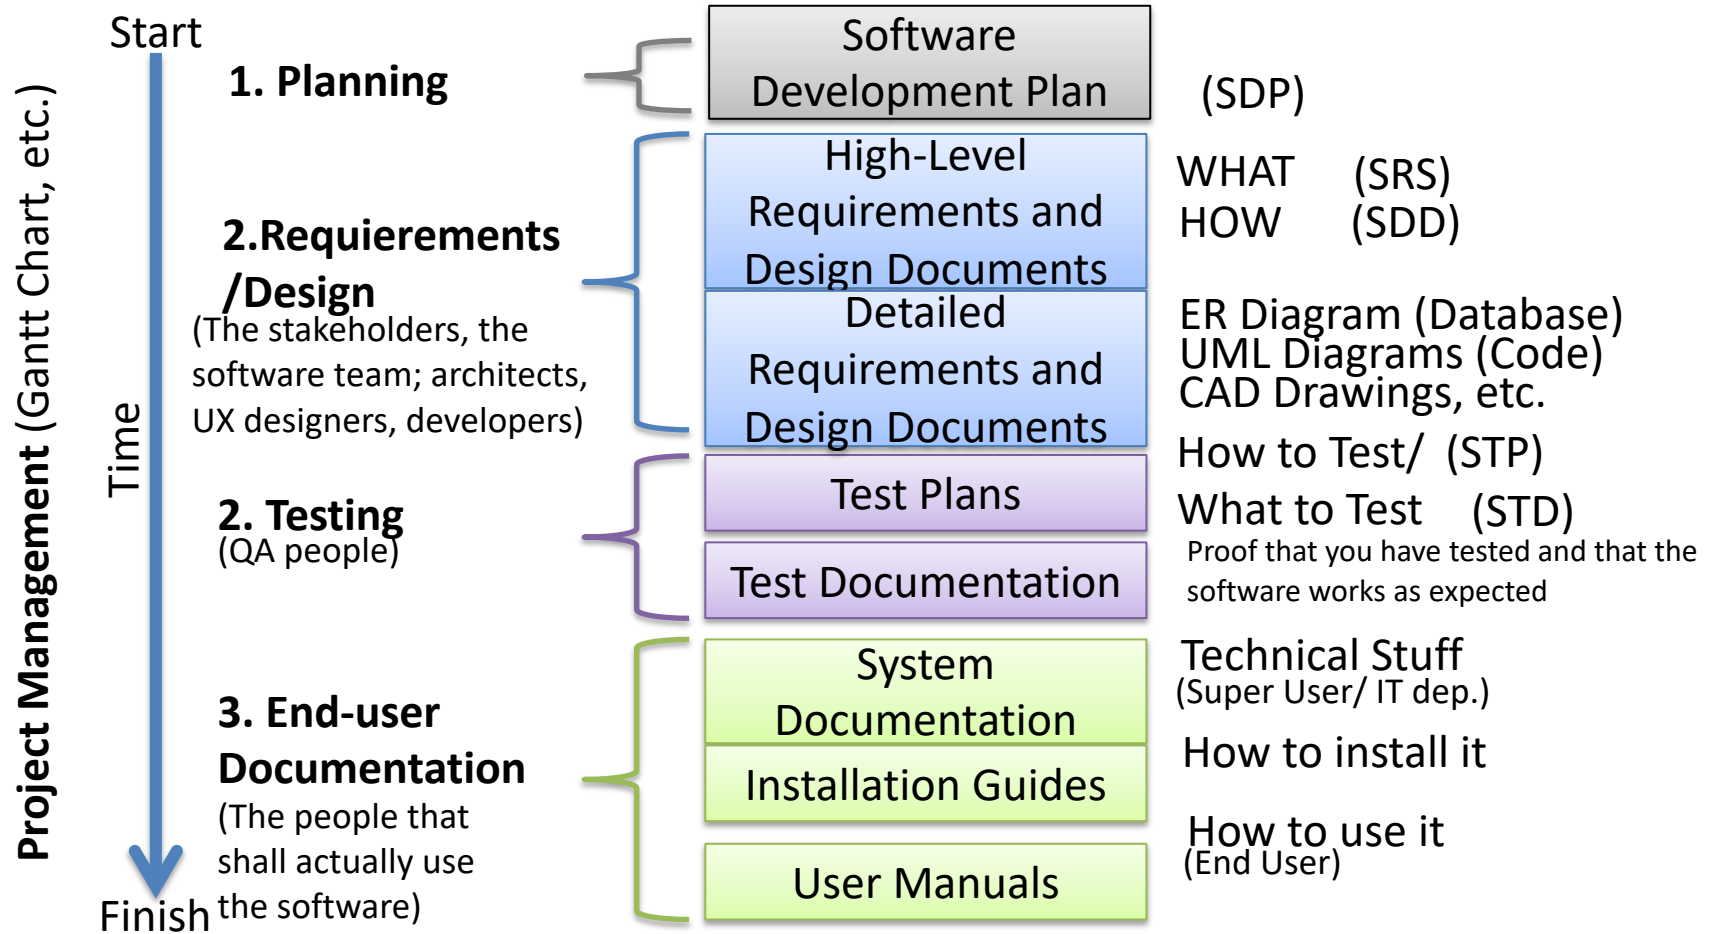 Project Management (Gantt Chart, etc.)
Start
Time
Finish
1. Planning
Software
Development Plan
(SDP)
2.Requierements
/Design
(The stakeholders, the
software team; architects,
UX designers, developers)
High-Level
Requirements and
Design Documents
WHAT (SRS)
HOW (SDD)
Detailed
Requirements and
Design Documents
ER Diagram (Database)
UML Diagrams (Code)
CAD Drawings, etc.
2. Testing
(QA people)
Test Plans
How to Test/ (STP)
What to Test (STD)
Test Documentation
Proof that you have tested and that the
software works as expected
3. End-user
Documentation
(The people that
shall actually use
the software)
System
Documentation
Technical Stuff
(Super User/ IT dep.)
Installation Guides
How to install it
User Manuals
How to use it
(End User)